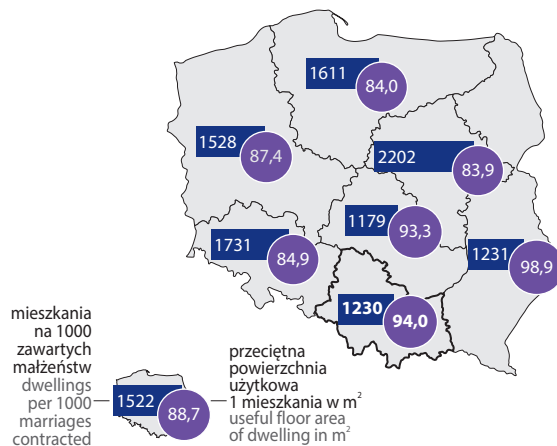 1611
84,0
1528
87,4
2202
83,9
1179
93,3
1731
84,9
1231
98,9
1230
94,0
mieszkania
na 1000
zawartych
małżeństw
dwellings
per 1000
marriages
contracted
1522
88,7
przeciętna
powierzchnia
użytkowa
1 mieszkania w m²
useful floor area
of dwelling in m²